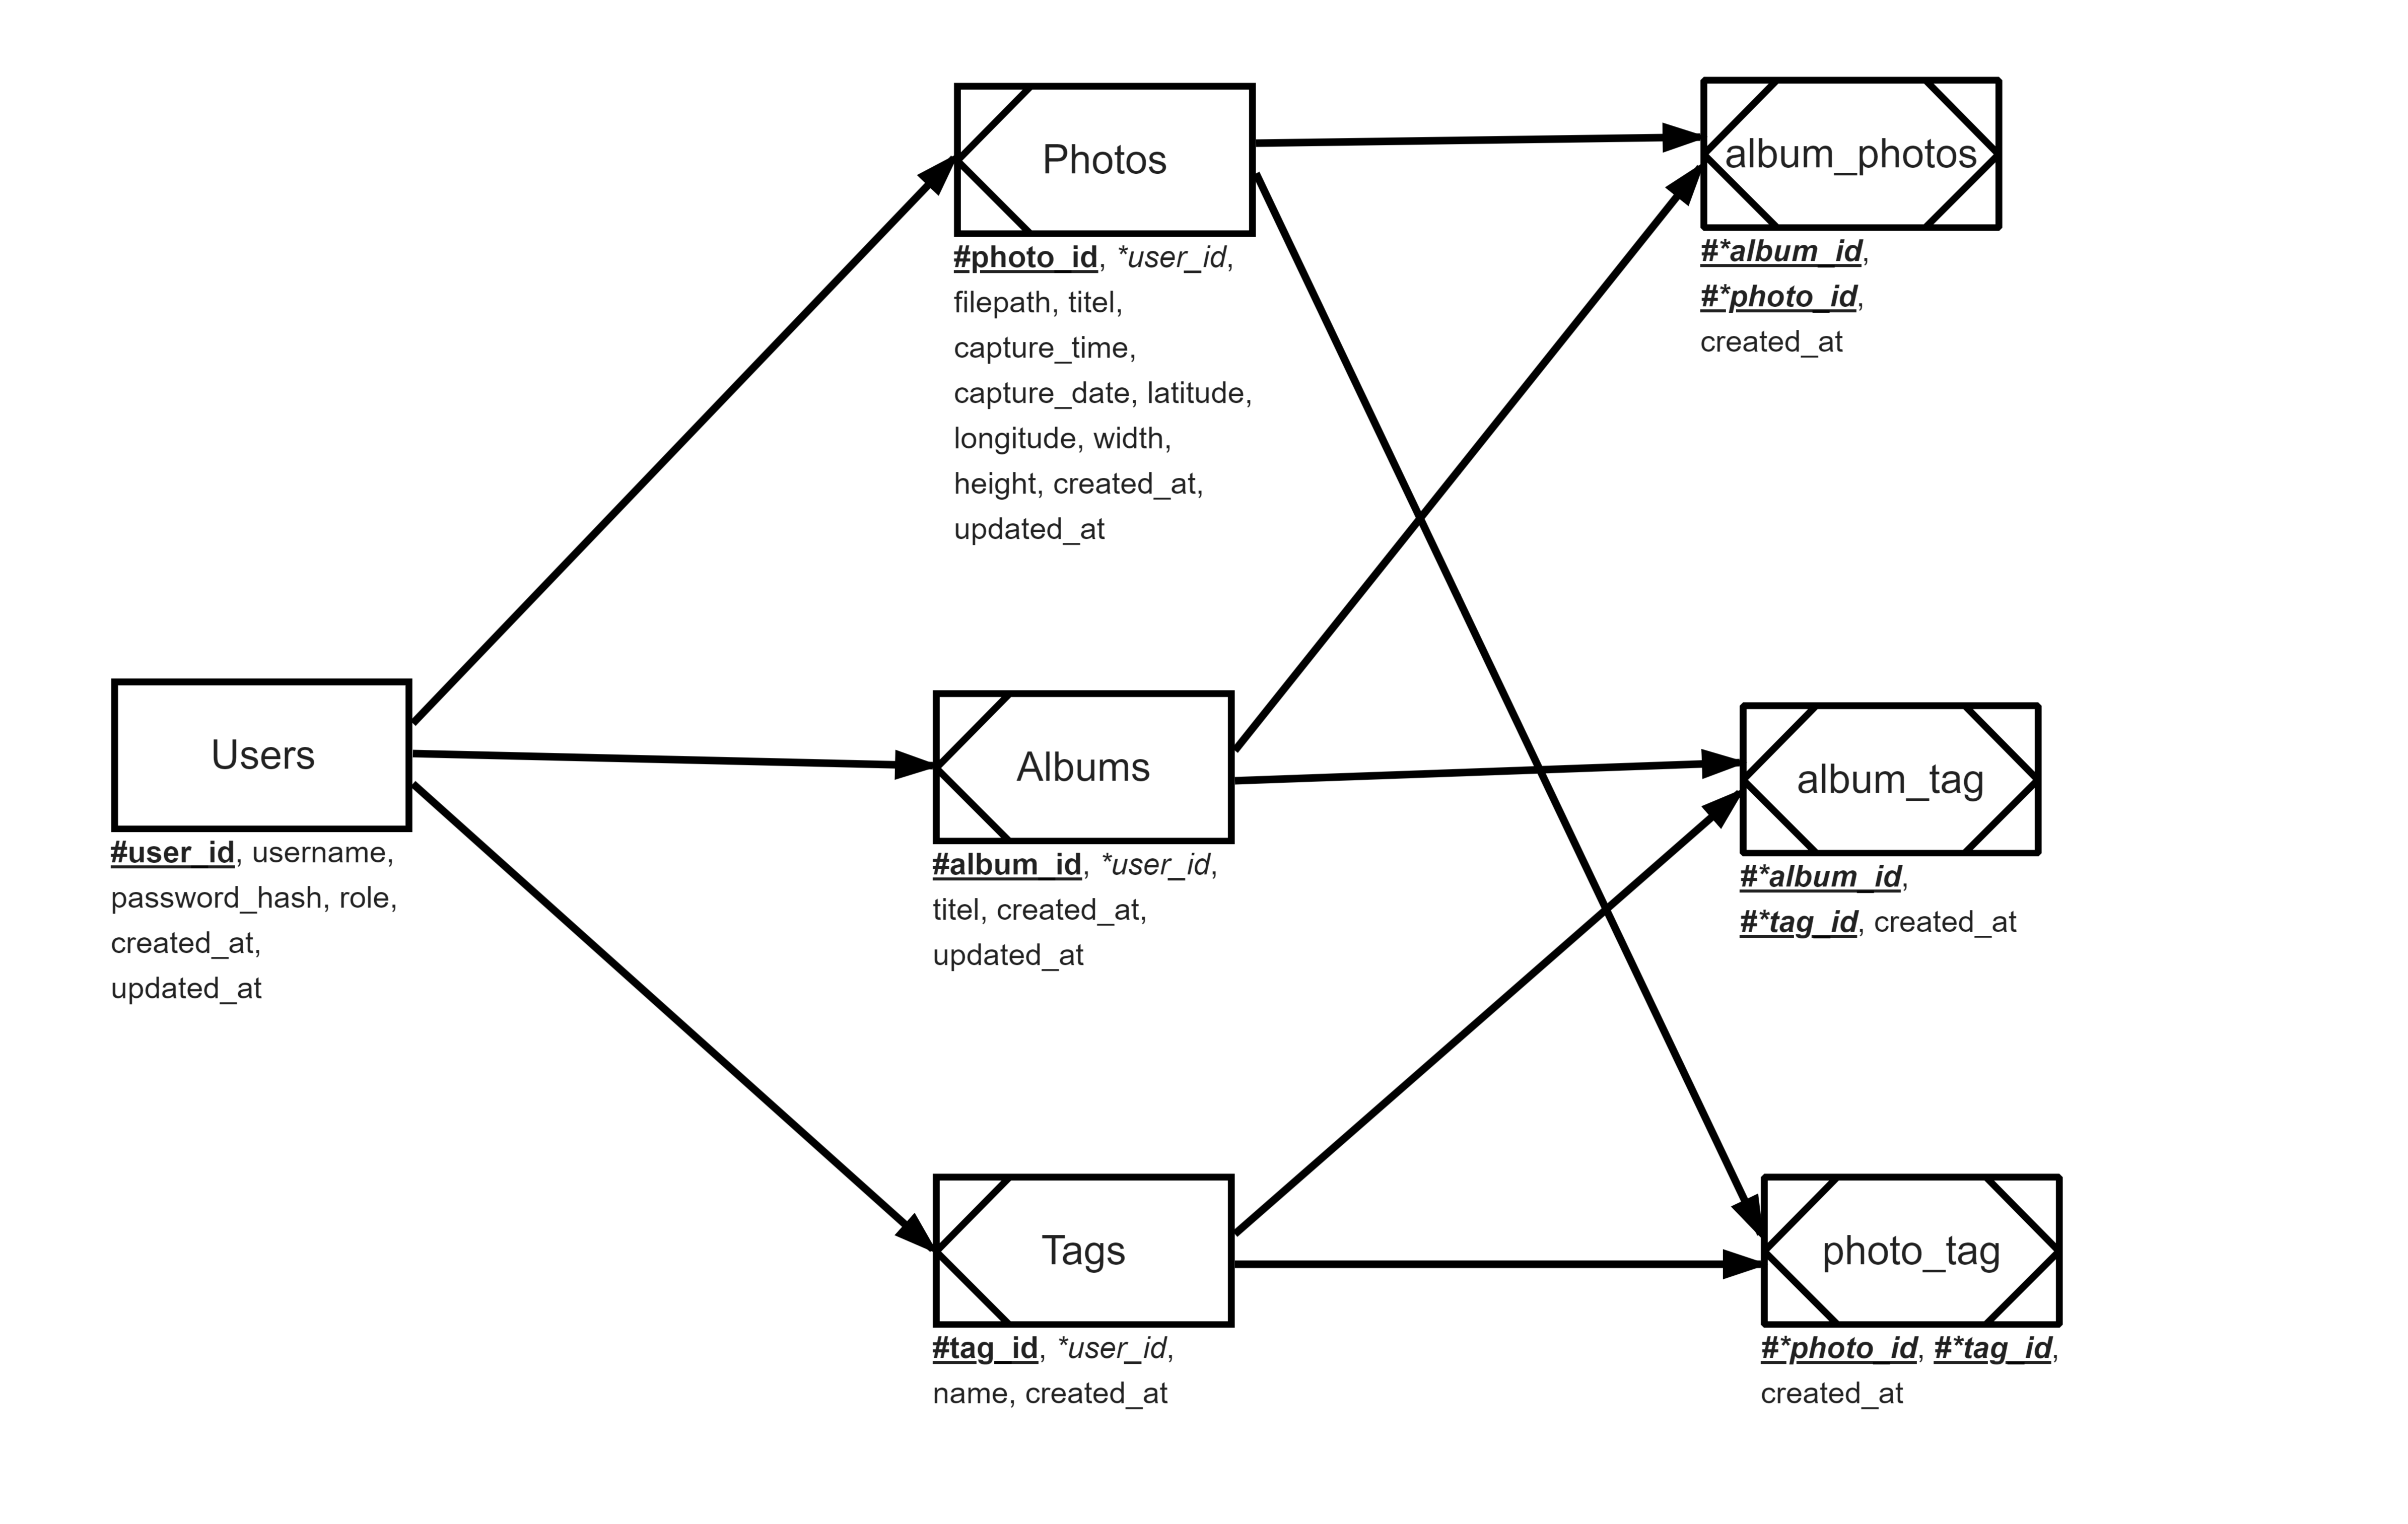 Users
#user_id, username,
password_hash, role,
created_at,
updated_at
Photos
#photo_id, *user_id,
filepath, titel,
capture_time,
capture_date, latitude,
longitude, width,
height, created_at,
updated_at
Albums
#album_id, *user_id,
titel, created_at,
updated_at
Tags
#tag_id, *user_id,
name, created_at
album_photos
#*album_id,
#*photo_id,
created_at
album_tag
#*album_id,
#*tag_id, created_at
photo_tag
#*photo_id, #*tag_id,
created_at